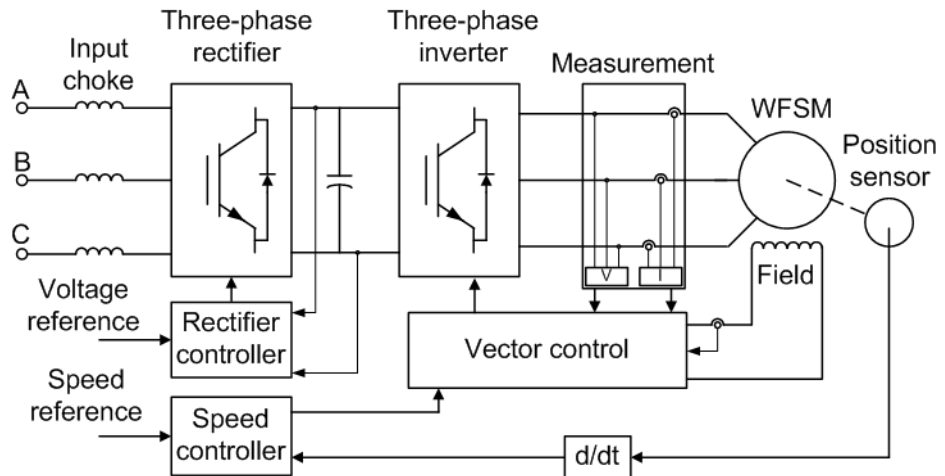 Three-phase
rectifier
Three-phase
inverter
Input
choke
Measurement
WFSM
Position
sensor
A
B
C
V
I
Field
Voltage
reference
Rectifier
controller
Vector control
Speed
reference
Speed
controller
d/dt